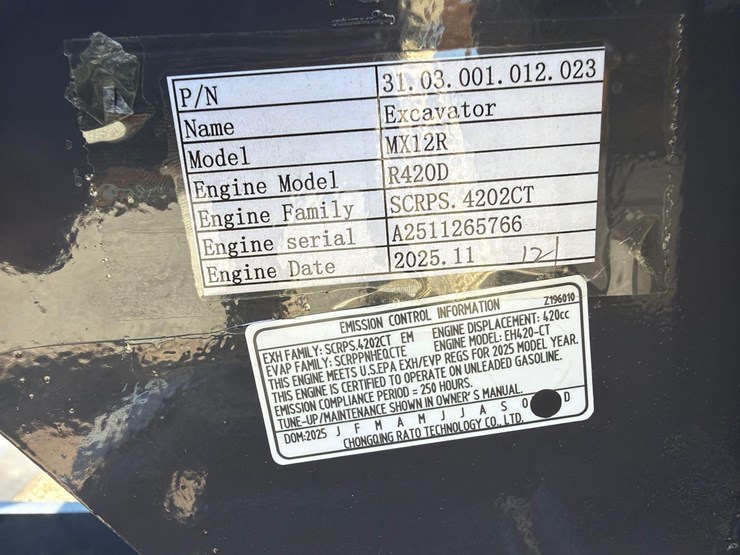 P/N 31.03.001.012.023
Name Excavator
Model MX12R
Engine Model R420D
Engine Family SCRPS.4202CT
Engine serial A2511265766
Engine Date 2025.11 121
EMISSION CONTROL INFORMATION Z196010
EXH FAMILY: SCRPS.4202CT EM ENGINE DISPLACEMENT: 420cc
EVAP FAMILY: SCRPPNHEQCTE ENGINE MODEL: EH420-CT
THIS ENGINE MEETS U.S.EPA EXH/EVP REGS FOR 2025 MODEL YEAR.
THIS ENGINE IS CERTIFIED TO OPERATE ON UNLEADED GASOLINE.
EMISSION COMPLIANCE PERIOD = 250 HOURS.
TUNE-UP/MAINTENANCE SHOWN IN OWNER'S MANUAL.
DOM:2025 J F M A M J J A S O D
CHONGQING RATO TECHNOLOGY CO., LTD.